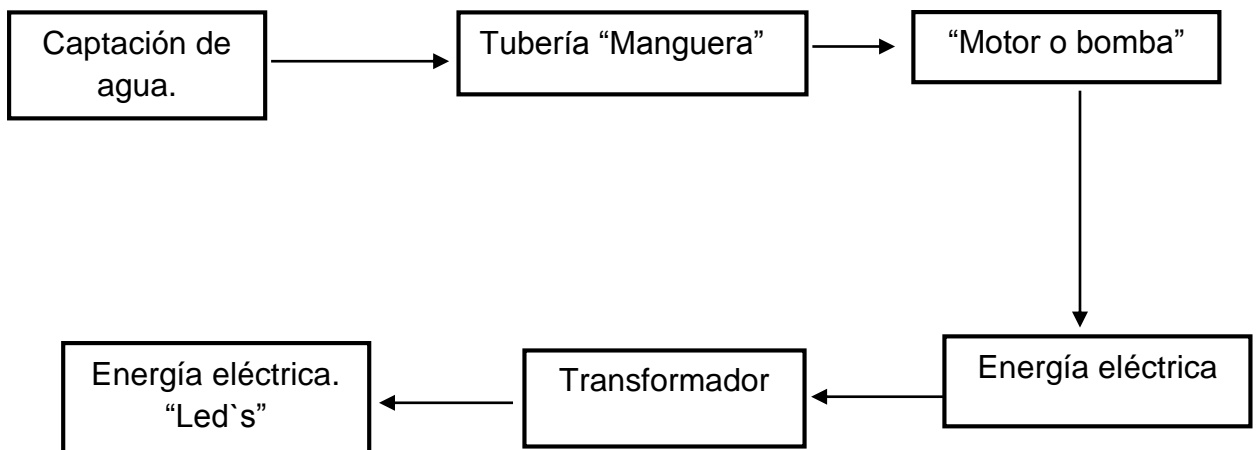 Captación de
agua.
Tubería “Manguera”
“Motor o bomba”
Energía eléctrica
Transformador
Energía eléctrica.
“Led`s”